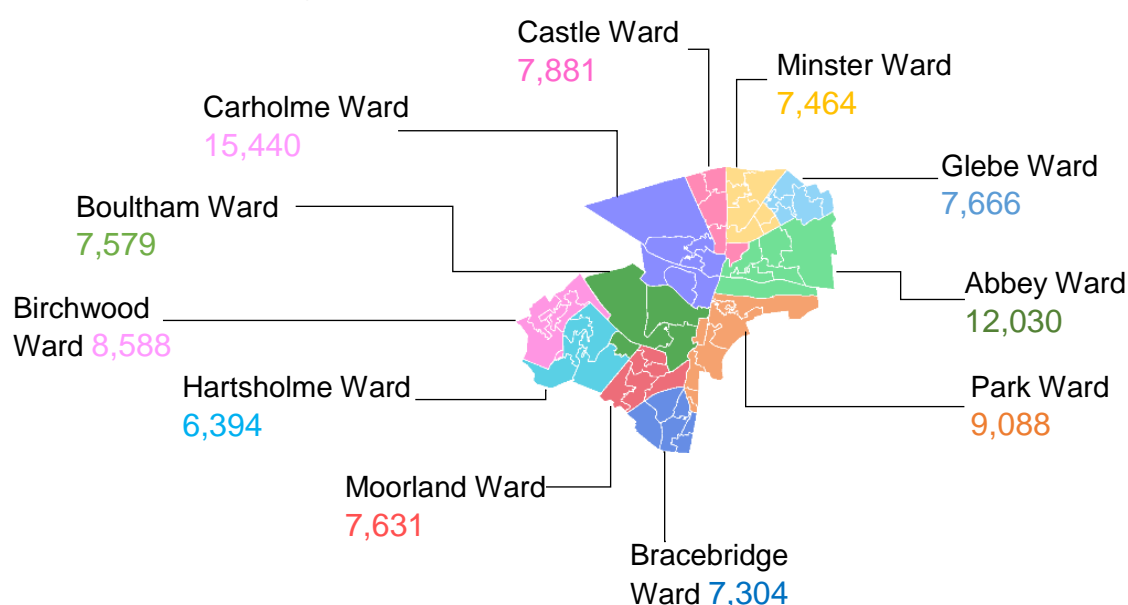 Castle Ward
7,881
Minster Ward
7,464
Carholme Ward
15,440
Glebe Ward
7,666
Boultham Ward
7,579
Abbey Ward
12,030
Birchwood
Ward 8,588
Hartsholme Ward
6,394
Park Ward
9,088
Moorland Ward
7,631
Bracebridge
Ward 7,304